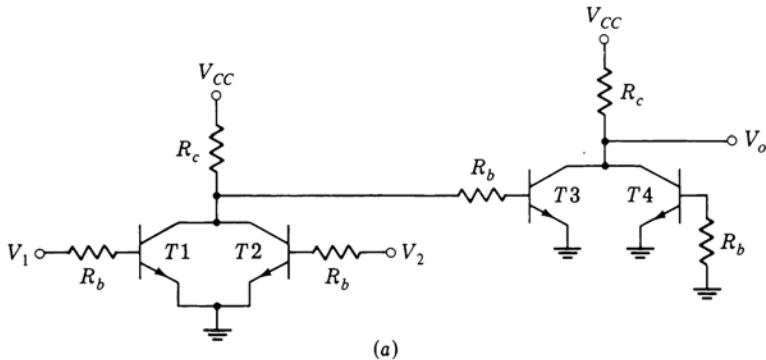 V_CC
R_c
V_o
V_CC
R_c
R_b
T3
T4
R_b
V_1
R_b
T1
T2
R_b
V_2
(a)